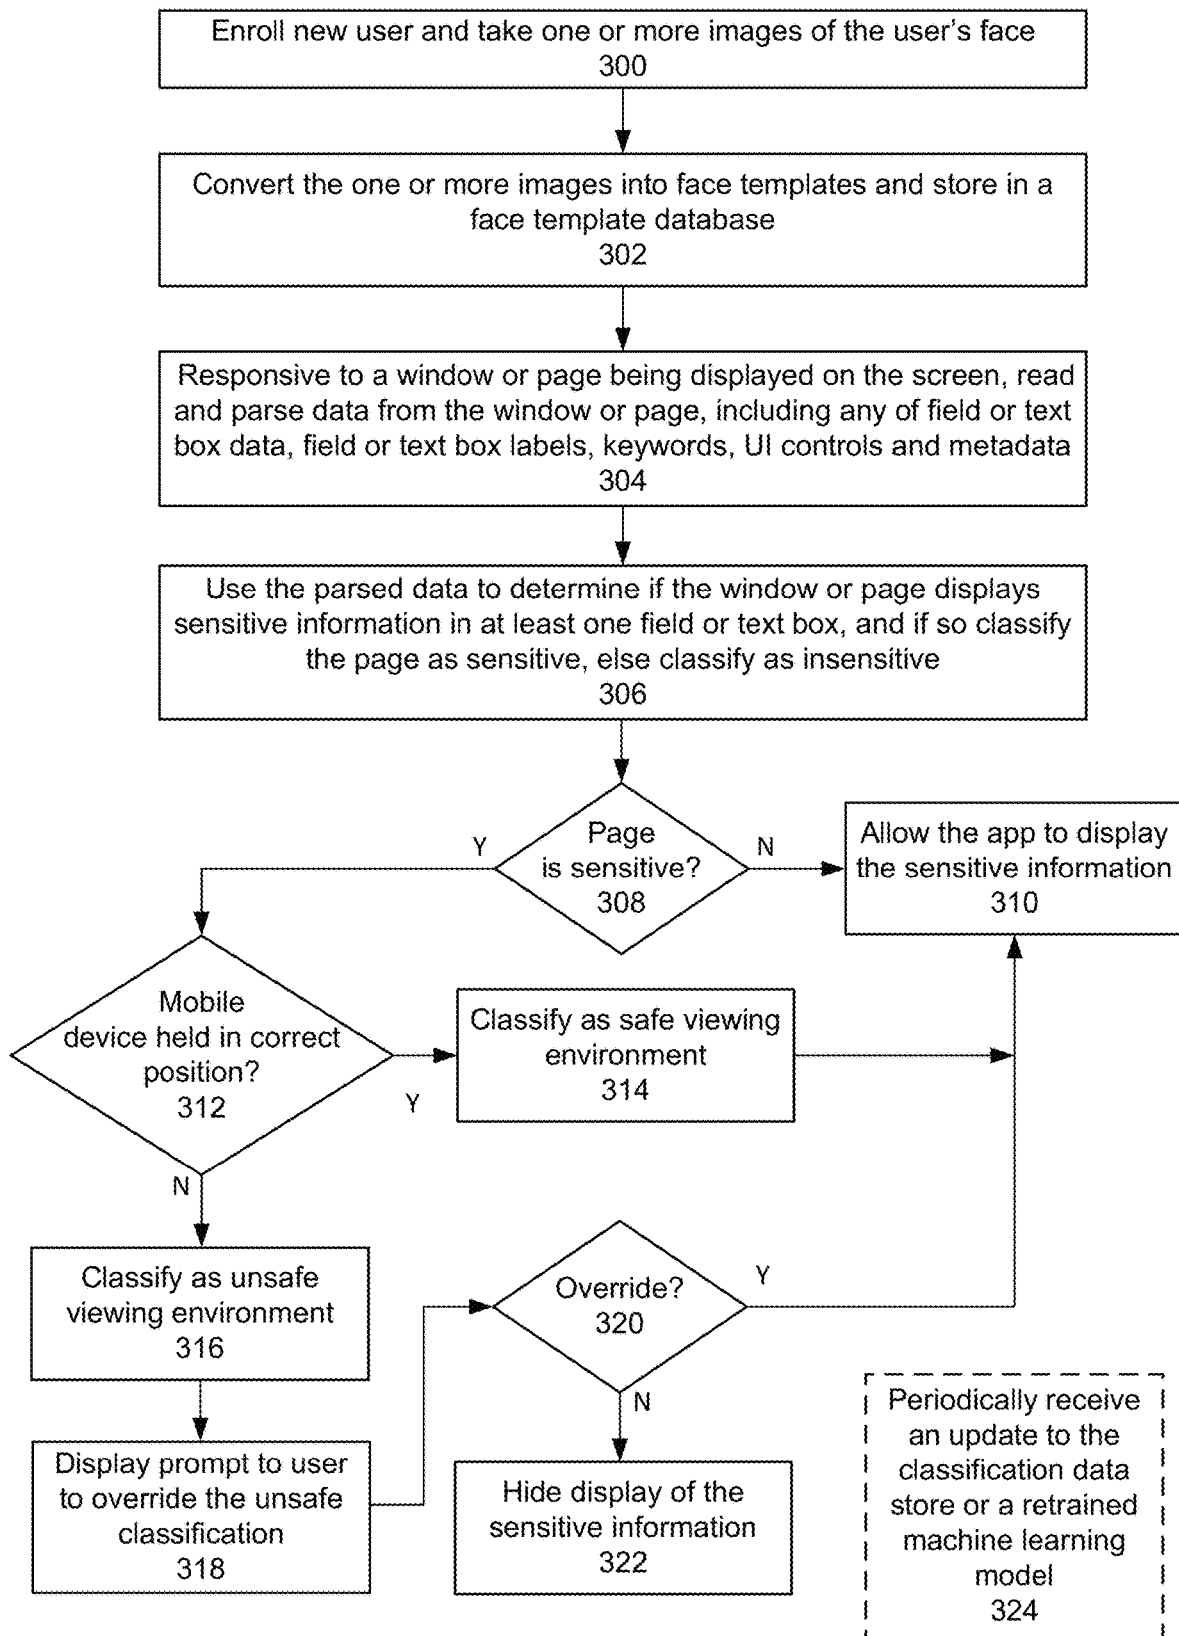 Enroll new user and take one or more images of the user's face
300
Convert the one or more images into face templates and store in a
face template database
302
Responsive to a window or page being displayed on the screen, read
and parse data from the window or page, including any of field or text
box data, field or text box labels, keywords, UI controls and metadata
304
Use the parsed data to determine if the window or page displays
sensitive information in at least one field or text box, and if so classify
the page as sensitive, else classify as insensitive
306
Page
is sensitive?
308
Y
N
Allow the app to display
the sensitive information
310
Mobile
device held in correct
position?
312
Y
N
Classify as safe viewing
environment
314
Classify as unsafe
viewing environment
316
Display prompt to user
to override the unsafe
classification
318
Override?
320
Y
N
Hide display of the
sensitive information
322
Periodically receive
an update to the
classification data
store or a retrained
machine learning
model
324